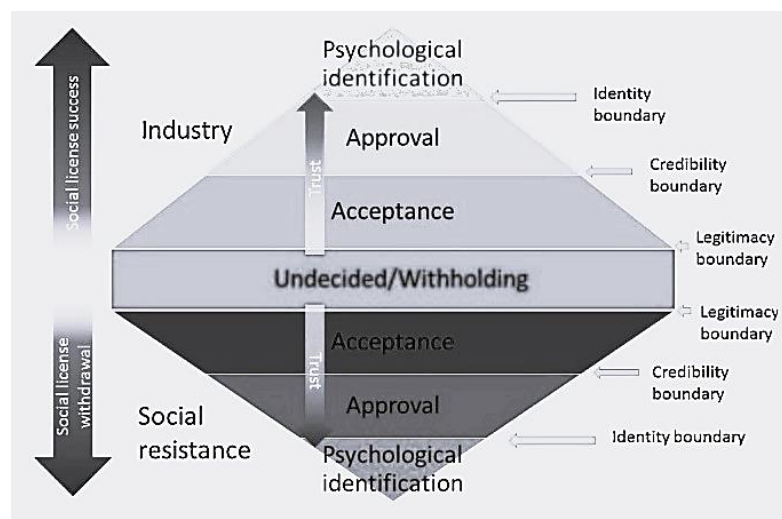 Psychological
identification
Identity
boundary
Industry
Approval
Credibility
boundary
Social license success
Trust
Acceptance
Legitimacy
boundary
Undecided/Withholding
Legitimacy
boundary
Acceptance
Trust
Social license
withdrawal
Credibility
boundary
Approval
Social
resistance
Identity boundary
Psychological
identification